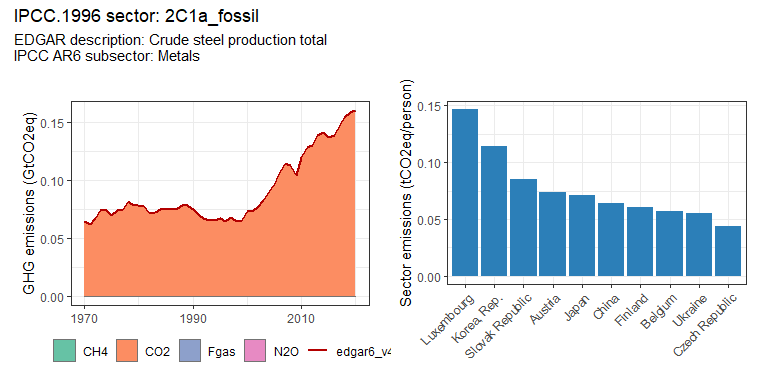 IPCC.1996 sector: 2C1a_fossil
EDGAR description: Crude steel production total
IPCC AR6 subsector: Metals
GHG emissions (GtCO2eq)
0.15
0.10
0.05
0.00
1970
1990
2010
CH4
CO2
Fgas
N2O
edgar6_v4
Sector emissions (tCO2eq/person)
0.15
0.10
0.05
0.00
Luxembourg
Korea, Rep.
Slovak Republic
Austria
Japan
China
Finland
Belgium
Ukraine
Czech Republic